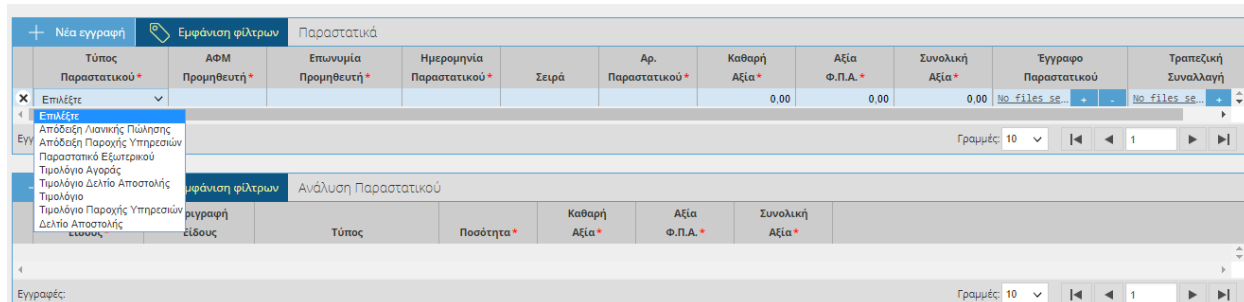 Νέα εγγραφή Εμφάνιση φίλτρων Παραστατικά
Τύπος ΑΦΜ Επωνυμία Ημερομηνία Αρ. Καθαρή Αξία Συνολική Έγγραφο Τραπεζική
Παραστατικού * Προμηθευτή * Προμηθευτή * Παραστατικού * Σειρά Παραστατικού * Αξία * Φ.Π.Α. * Αξία * Παραστατικού Συναλλαγή
Επιλέξτε 0,00 0,00 0,00 No files se... + - No files se... +
Επιλέξτε
Απόδειξη Λιανικής Πώλησης
Απόδειξη Παροχής Υπηρεσιών
Παραστατικό Εξωτερικού
Τιμολόγιο Αγοράς
Τιμολόγιο Δελτίο Αποστολής
Τιμολόγιο
Τιμολόγιο Παροχής Υπηρεσιών
Δελτίο Αποστολής
Γραμμές: 10 1
μφάνιση φίλτρων Ανάλυση Παραστατικού
ριγραφή Καθαρή Αξία Συνολική
Είδους Είδους Τύπος Ποσότητα * Αξία * Φ.Π.Α. * Αξία *
Εγγραφές: Γραμμές: 10 1